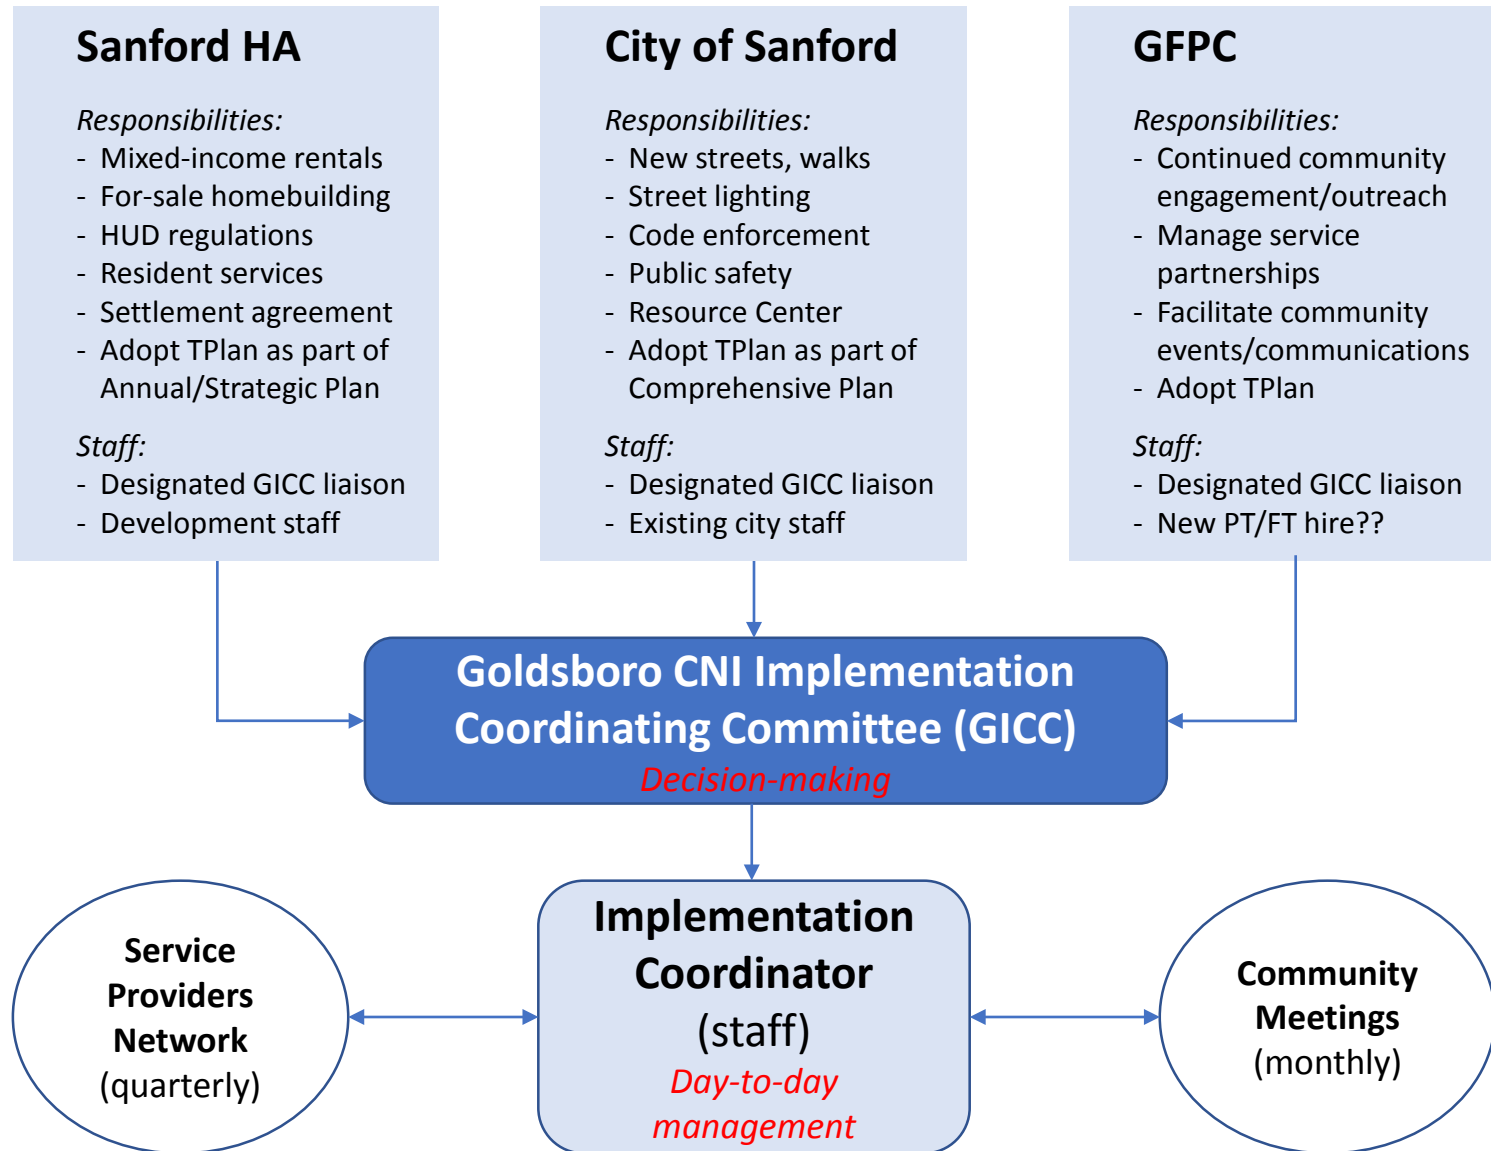 Sanford HA
Responsibilities:
- Mixed-income rentals
- For-sale homebuilding
- HUD regulations
- Resident services
- Settlement agreement
- Adopt TPlan as part of
Annual/Strategic Plan
Staff:
- Designated GICC liaison
- Development staff
City of Sanford
Responsibilities:
- New streets, walks
- Street lighting
- Code enforcement
- Public safety
- Resource Center
- Adopt TPlan as part of
Comprehensive Plan
Staff:
- Designated GICC liaison
- Existing city staff
GFPC
Responsibilities:
- Continued community
engagement/outreach
- Manage service
partnerships
- Facilitate community
events/communications
- Adopt TPlan
Staff:
- Designated GICC liaison
- New PT/FT hire??
Goldsboro CNI Implementation
Coordinating Committee (GICC)
Decision-making
Service
Providers
Network
(quarterly)
Implementation
Coordinator
(staff)
Day-to-day
management
Community
Meetings
(monthly)